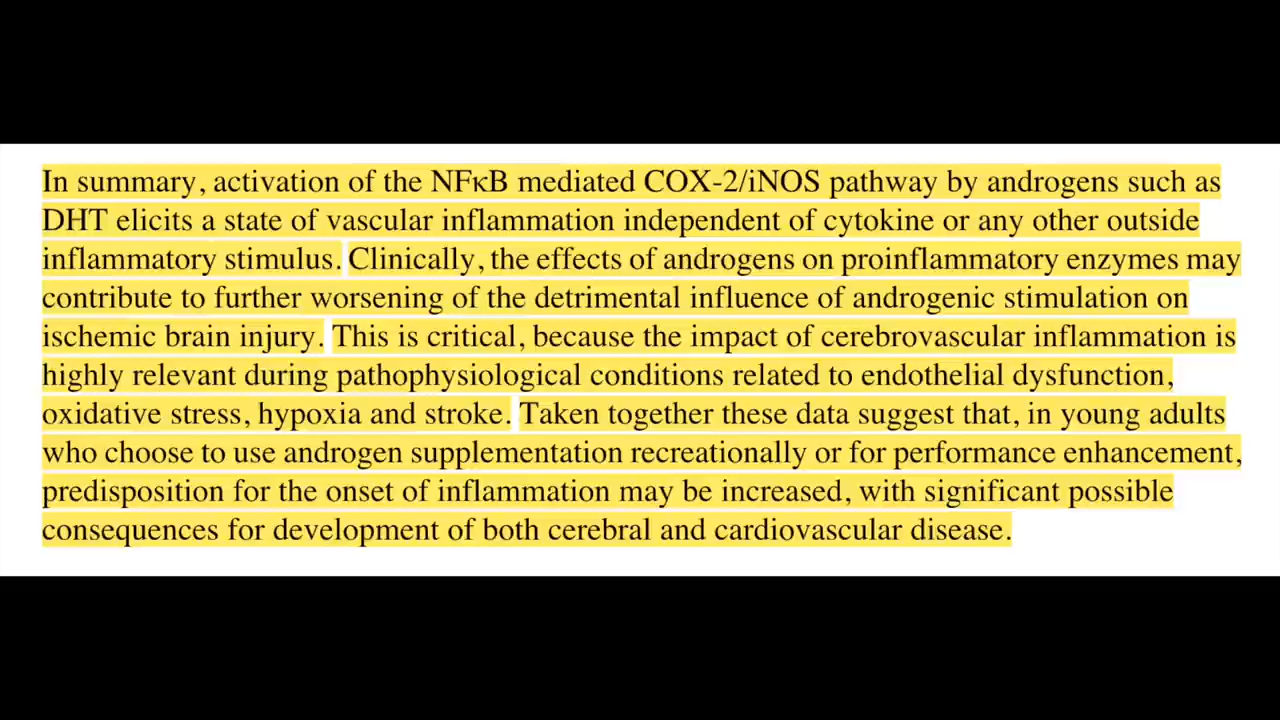 In summary, activation of the NFκB mediated COX-2/iNOS pathway by androgens such as
DHT elicits a state of vascular inflammation independent of cytokine or any other outside
inflammatory stimulus. Clinically, the effects of androgens on proinflammatory enzymes may
contribute to further worsening of the detrimental influence of androgenic stimulation on
ischemic brain injury. This is critical, because the impact of cerebrovascular inflammation is
highly relevant during pathophysiological conditions related to endothelial dysfunction,
oxidative stress, hypoxia and stroke. Taken together these data suggest that, in young adults
who choose to use androgen supplementation recreationally or for performance enhancement,
predisposition for the onset of inflammation may be increased, with significant possible
consequences for development of both cerebral and cardiovascular disease.